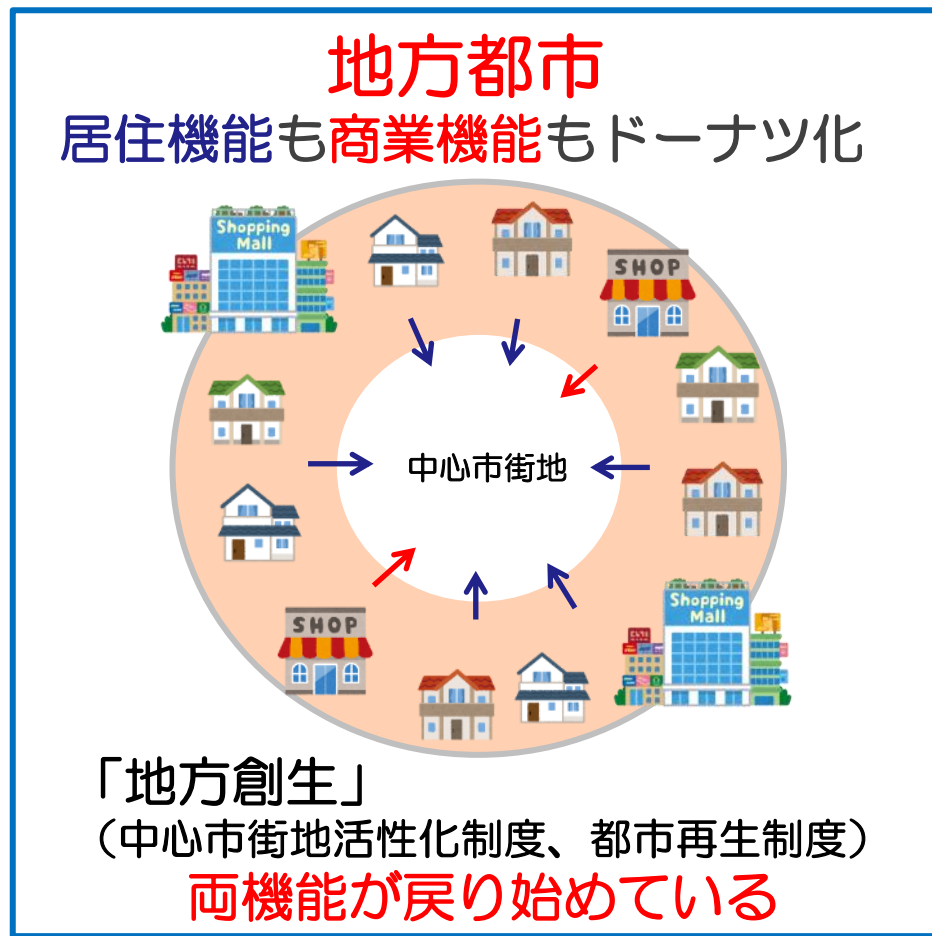 地方都市
居住機能も商業機能もドーナツ化
Shopping
Mall
SHOP
中心市街地
SHOP
Shopping
Mall
「地方創生」
（中心市街地活性化制度、都市再生制度）
両機能が戻り始めている